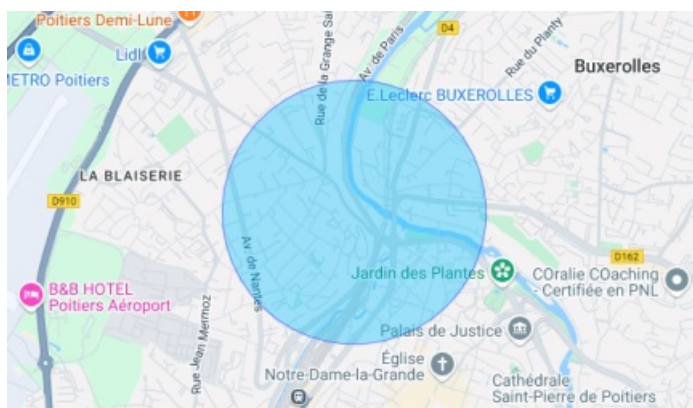 Poitiers Demi-Lune
Lidl
METRO Poitiers
Rue de la Grange Sai
Av. de Paris
D4
Rue du Planty
Buxerolles
E.Leclerc BUXEROLLES
LA BLAISERIE
D910
Av. de Nantes
D162
Jardin des Plantes
COralie COaching
- Certifiée en PNL
B&B HOTEL
Poitiers Aéroport
Rue Jean Mermoz
Palais de Justice
Église
Notre-Dame-la-Grande
Cathédrale
Saint-Pierre de Poitiers